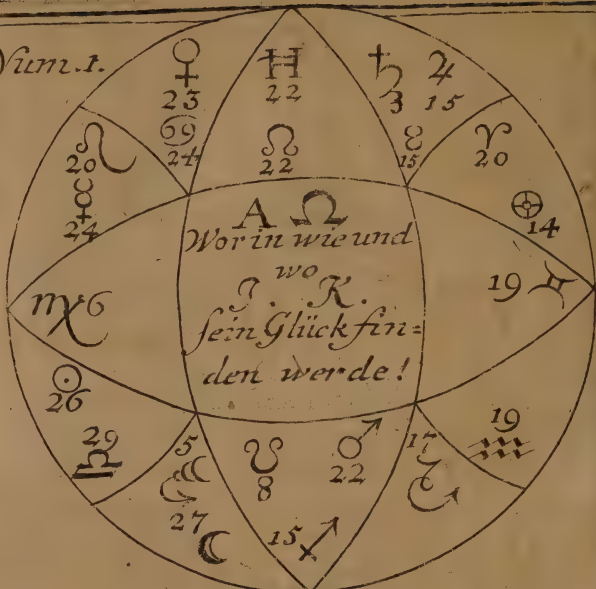 Num. 1.
♀ ♊ ♄ ♃
23 22 3 15
♋ ☊ ♉ ♈
24 22 15 20
♌
20
☿
24
⊕
14
A Ω
Worin wie und
wo
J. K.
sein Glück fin=
den werde!
♍ 6
19 ♓
☉
26
29
♎
5
27 ☾
☋
8
♂
22
15 ♐
17
♑
19
♒